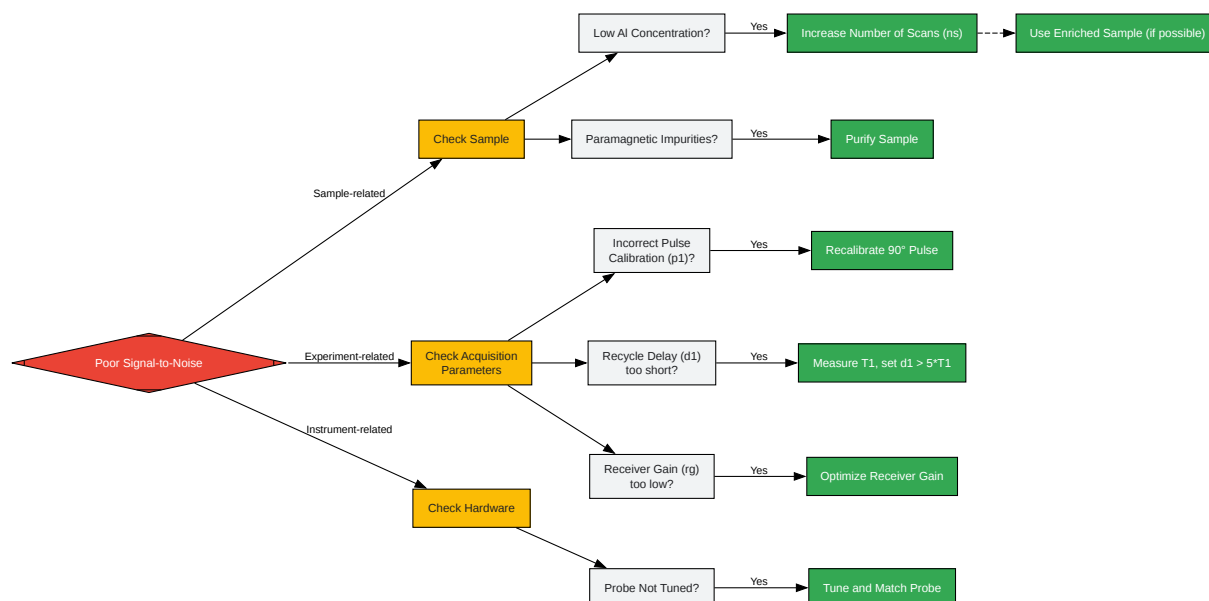 Low Al Concentration?
Yes
Increase Number of Scans (ns)
Use Enriched Sample (if possible)
Check Sample
Paramagnetic Impurities?
Yes
Purify Sample
Sample-related
Incorrect Pulse
Calibration (p1)?
Yes
Recalibrate 90° Pulse
Poor Signal-to-Noise
Experiment-related
Check Acquisition
Parameters
Recycle Delay (d1)
too short?
Yes
Measure T1, set d1 > 5*T1
Instrument-related
Receiver Gain (rg)
too low?
Yes
Optimize Receiver Gain
Check Hardware
Probe Not Tuned?
Yes
Tune and Match Probe